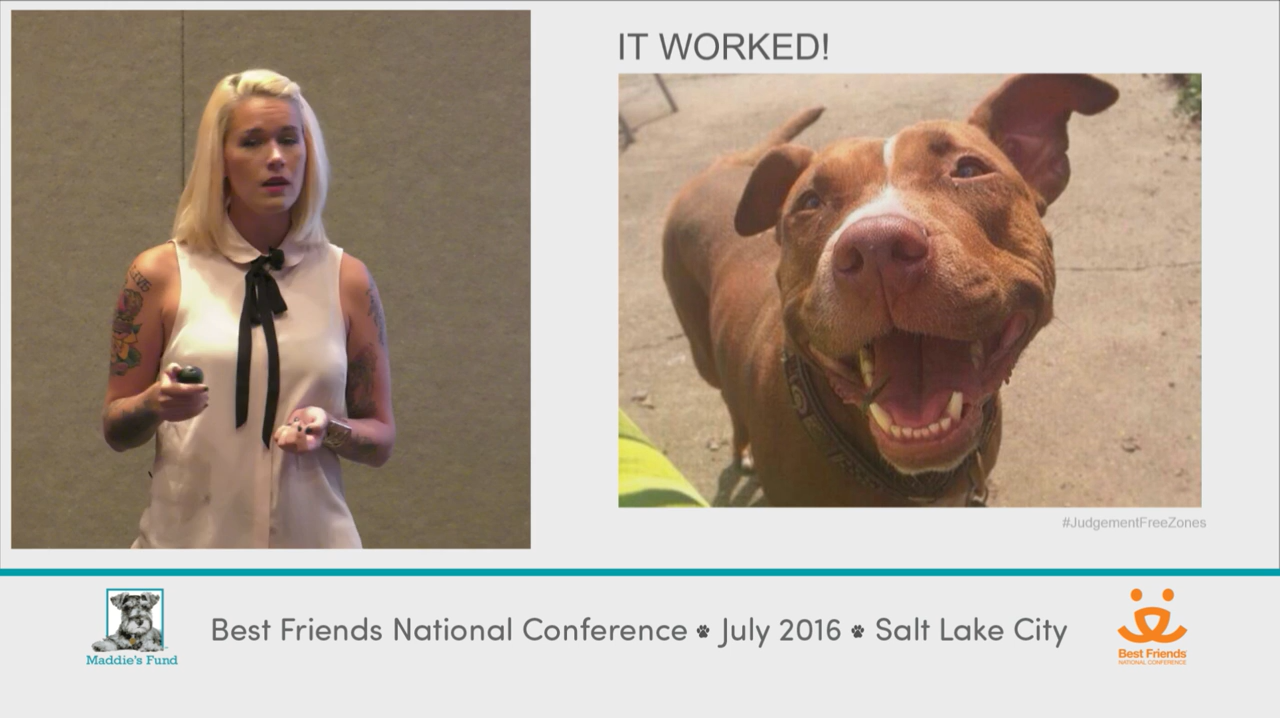 IT WORKED!
#JudgementFreeZones
Maddie's Fund
Best Friends National Conference July 2016 Salt Lake City
Best Friends
NATIONAL CONFERENCE